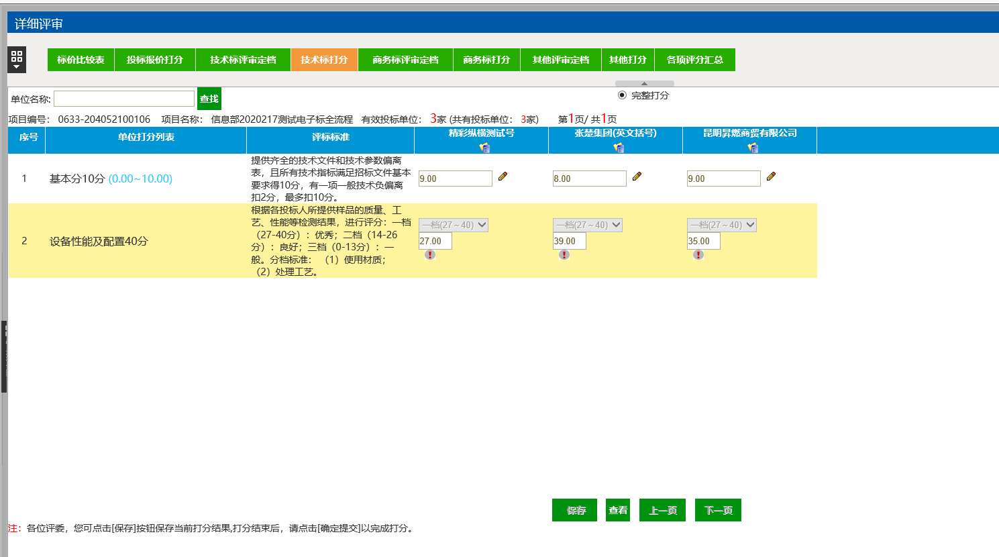 详细评审
标价比较表 投标报价打分 技术标评审定档 技术标打分 商务标评审定档 商务标打分 其他评审定档 其他打分 各项评分汇总
单位名称: 查找 完整打分
项目编号: 0633-204052100106 项目名称: 信息部2020217测试电子标全流程 有效投标单位: 3家 (共有投标单位: 3家) 第1页/ 共1页
序号 单位打分列表 评标标准 精彩纵横测试号 张楚集团(英文括号) 昆明昇燃商贸有限公司
1 基本分10分 (0.00~10.00)
提供齐全的技术文件和技术参数偏离
表，且所有技术指标满足招标文件基本
要求得10分，有一项一般技术负偏离
扣2分，最多扣10分。
9.00 8.00 9.00
2 设备性能及配置40分
根据各投标人所提供样品的质量、工
艺、性能等检测结果，进行评分：一档
（27-40分）：优秀；二档（14-26
分）：良好；三档（0-13分）：一
般。分档标准：（1）使用材质；
（2）处理工艺。
一档(27～40) 一档(27～40) 一档(27～40)
27.00 39.00 35.00
保存 查看 上一页 下一页
注：各位评委，您可点击[保存]按钮保存当前打分结果,打分结束后，请点击[确定提交]以完成打分。